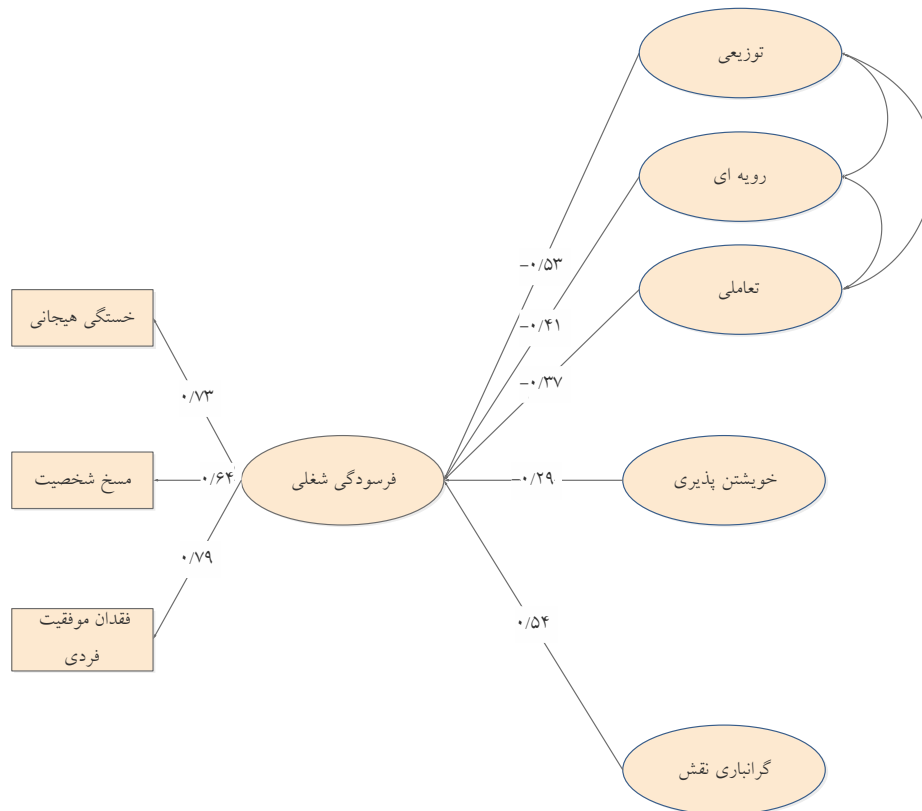 توزیعی
رویه ای
تعاملی
-۰/۵۳
-۰/۴۱
-۰/۳۷
خستگی هیجانی
۰/۷۳
مسخ شخصیت
۰/۶۴
فرسودگی شغلی
-۰/۲۹
خویشتن پذیری
۰/۷۹
فقدان موفقیت
فردی
۰/۵۴
گرانباری نقش